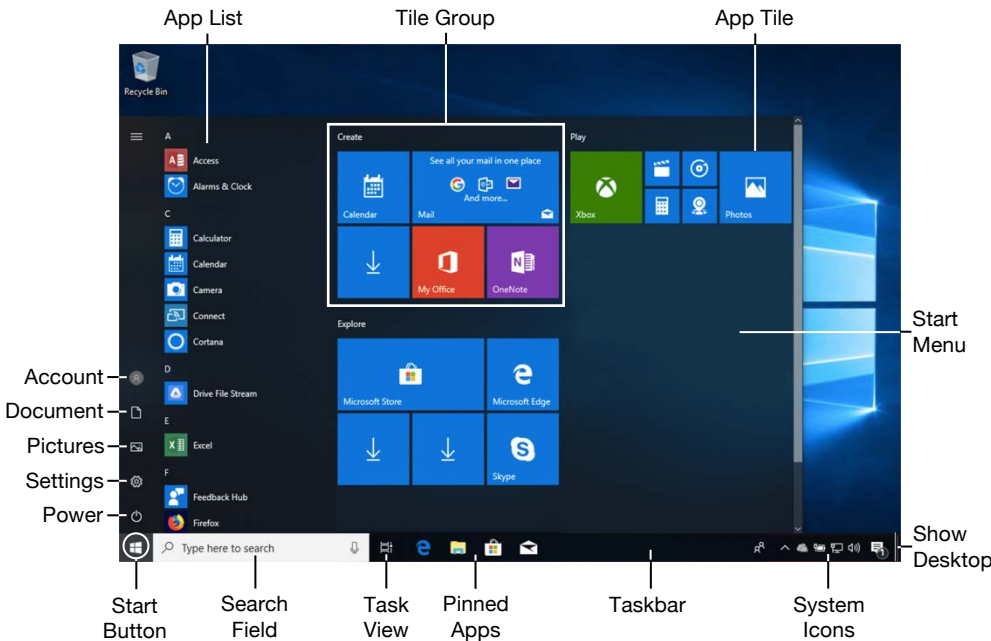 App List
Tile Group
App Tile
Recycle Bin
A
Access
Alarms & Clock
C
Calculator
Calendar
Camera
Connect
Cortana
D
Drive File Stream
E
Excel
F
Feedback Hub
Firefox
Create
Calendar
See all your mail in one place
And more...
Mail
My Office
OneNote
Explore
Microsoft Store
Microsoft Edge
Skype
Play
Xbox
Photos
Start
Menu
Account
Document
Pictures
Settings
Power
Type here to search
1
Show
Desktop
Start
Button
Search
Field
Task
View
Pinned
Apps
Taskbar
System
Icons